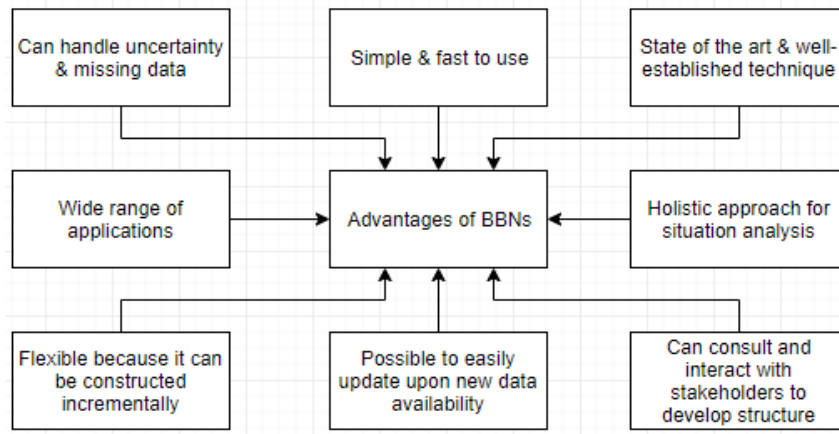 Can handle uncertainty
& missing data
Simple & fast to use
State of the art & well-
established technique
Wide range of
applications
Advantages of BBNs
Holistic approach for
situation analysis
Flexible because it can
be constructed
incrementally
Possible to easily
update upon new data
availability
Can consult and
interact with
stakeholders to
develop structure